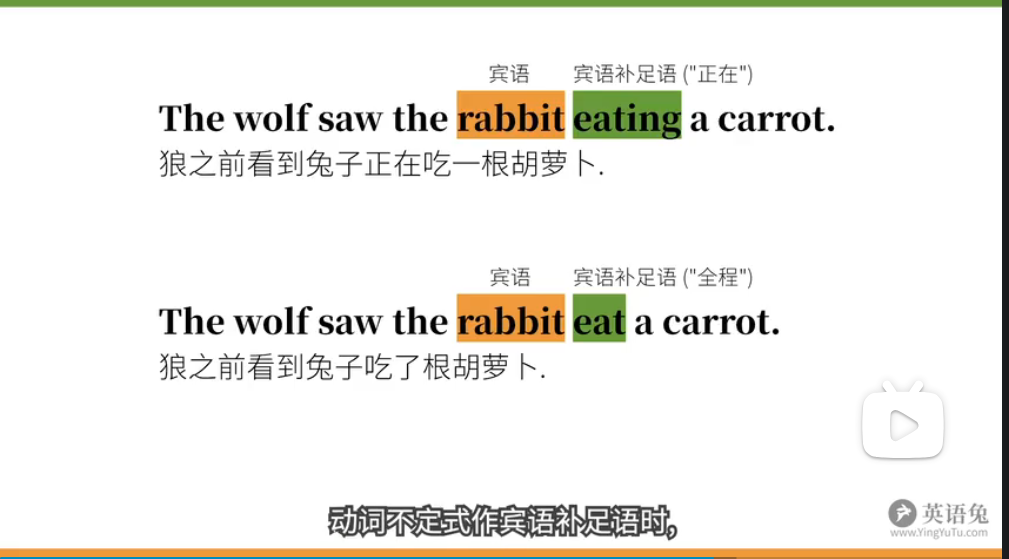 宾语 宾语补足语 ("正在")
The wolf saw the rabbit eating a carrot.
狼之前看到兔子正在吃一根胡萝卜.
宾语 宾语补足语 ("全程")
The wolf saw the rabbit eat a carrot.
狼之前看到兔子吃了根胡萝卜.
动词不定式作宾语补足语时,
英语兔
www.YingYuTu.com